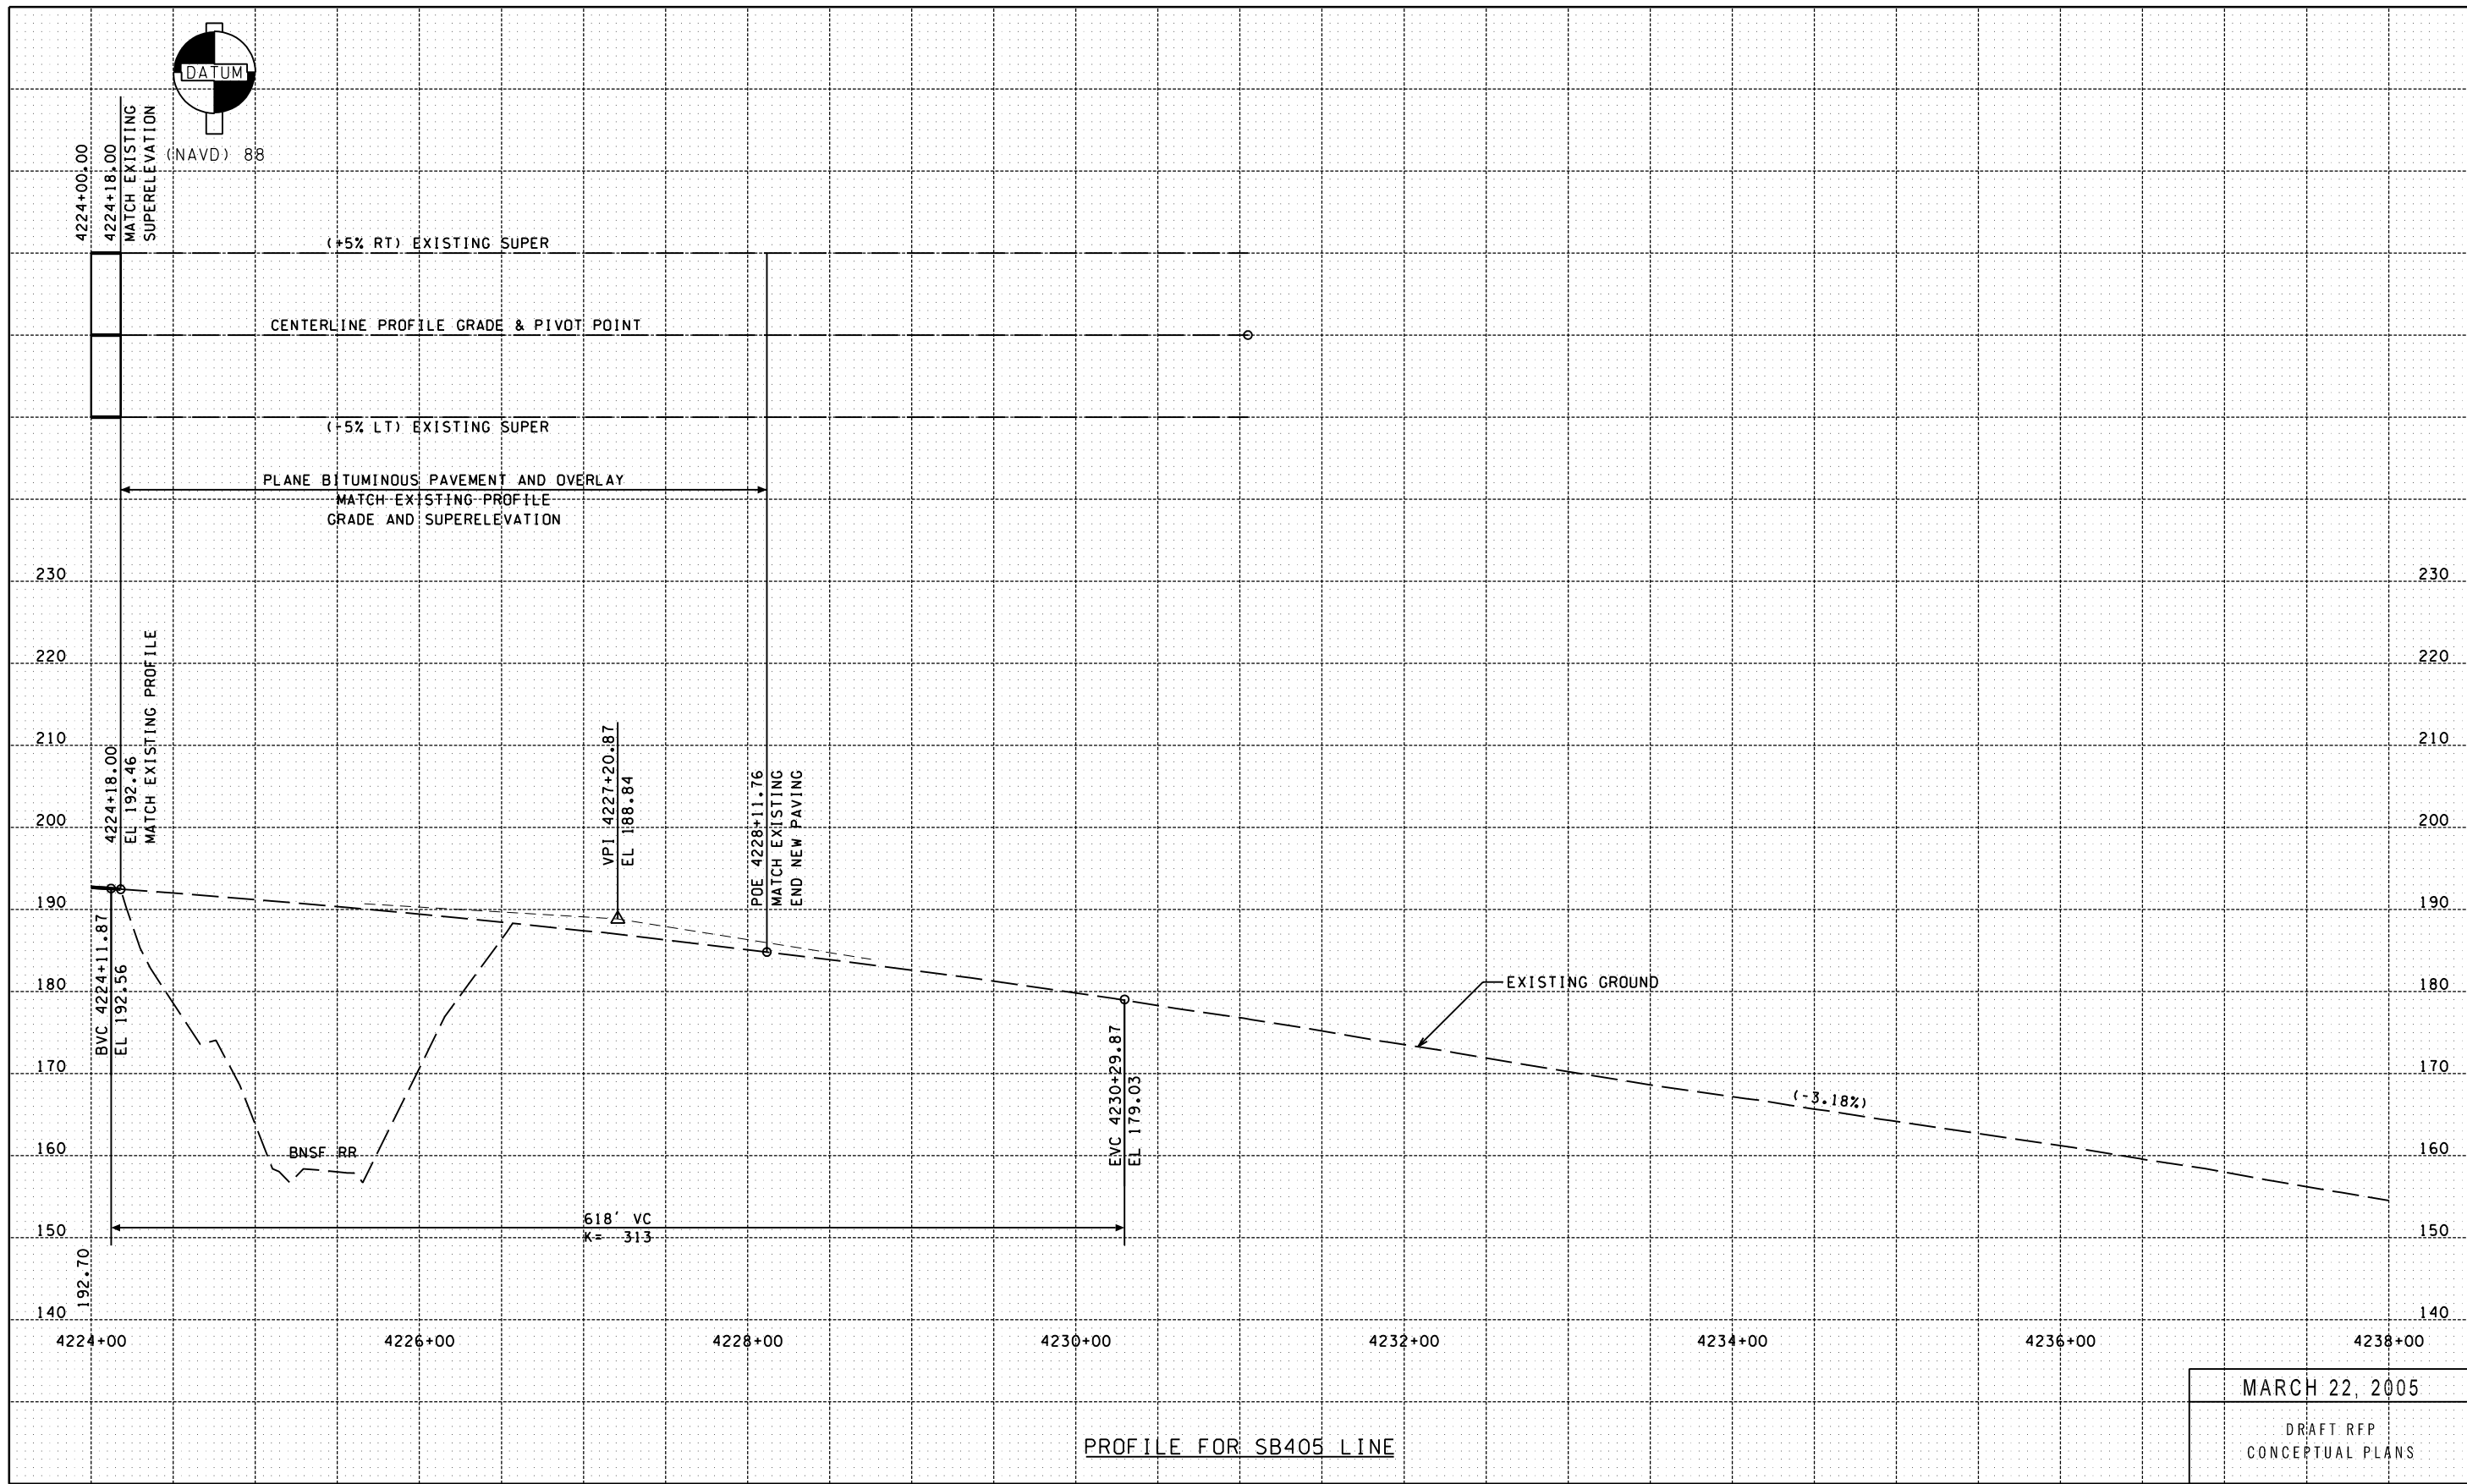 DATUM
(NAVD) 88
4224+00.00
4224+18.00
MATCH EXISTING
SUPERELEVATION
(+5% RT) EXISTING SUPER
CENTERLINE PROFILE GRADE & PIVOT POINT
(-5% LT) EXISTING SUPER
PLANE BITUMINOUS PAVEMENT AND OVERLAY
MATCH EXISTING PROFILE
GRADE AND SUPERELEVATION
230 230
220 220
210 210
200 200
190 190
180 180
170 170
160 160
150 150
140 140
4224+18.00
EL 192.46
MATCH EXISTING PROFILE
VPI 4227+20.87
EL 188.84
POE 4228+11.76
MATCH EXISTING
END NEW PAVING
BVC 4224+11.87
EL 192.56
EXISTING GROUND
EVC 4230+29.87
EL 179.03
(-3.18%)
BNSF RR
618' VC
K= 313
192.70
4224+00 4226+00 4228+00 4230+00 4232+00 4234+00 4236+00 4238+00
PROFILE FOR SB405 LINE
MARCH 22, 2005
DRAFT RFP
CONCEPTUAL PLANS